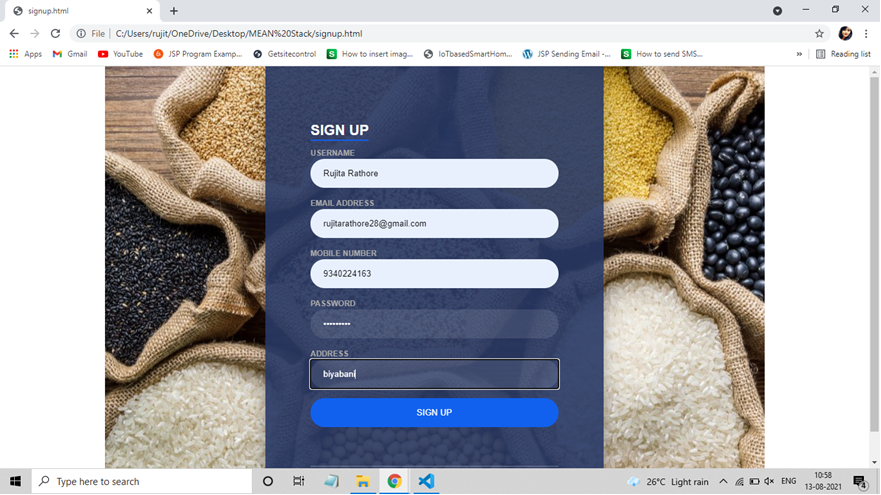 signup.html
File
C:/Users/rujit/OneDrive/Desktop/MEAN%20Stack/signup.html
Apps
Gmail
YouTube
JSP Program Examp...
Getsitecontrol
How to insert imag...
IoTbasedSmartHom...
JSP Sending Email -...
How to send SMS...
»
Reading list
SIGN UP
USERNAME
Rujita Rathore
EMAIL ADDRESS
rujitarathore28@gmail.com
MOBILE NUMBER
9340224163
PASSWORD
•••••••••
ADDRESS
biyabani
SIGN UP
Type here to search
26°C Light rain
ENG
10:58
13-08-2021
4